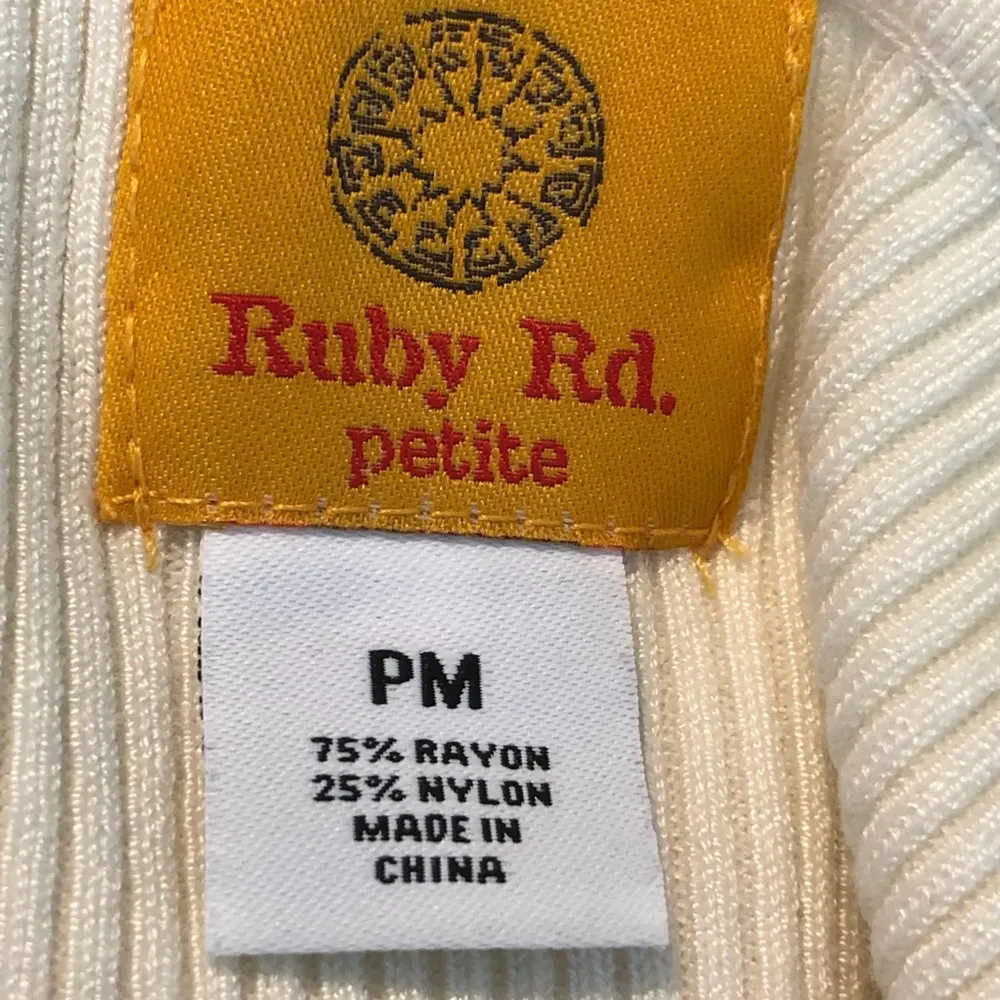 Ruby Rd.
petite
PM
75% RAYON
25% NYLON
MADE IN
CHINA